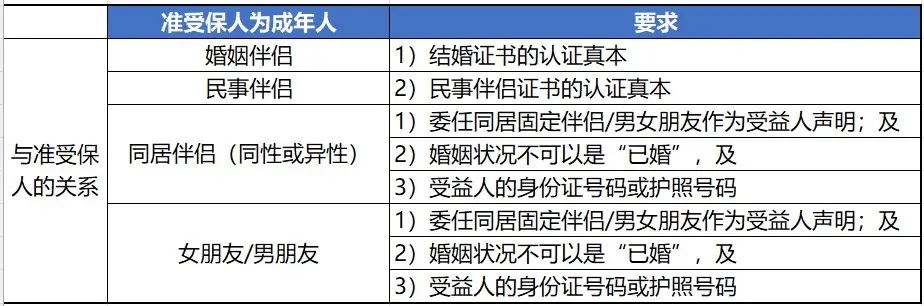 准受保人为成年人 要求
与准受保人的关系
婚姻伴侣 1）结婚证书的认证真本
民事伴侣 2）民事伴侣证书的认证真本
同居伴侣（同性或异性）
1）委任同居固定伴侣/男女朋友作为受益人声明；及
2）婚姻状况不可以是“已婚”，及
3）受益人的身份证号码或护照号码
女朋友/男朋友
1）委任同居固定伴侣/男女朋友作为受益人声明；及
2）婚姻状况不可以是“已婚”，及
3）受益人的身份证号码或护照号码